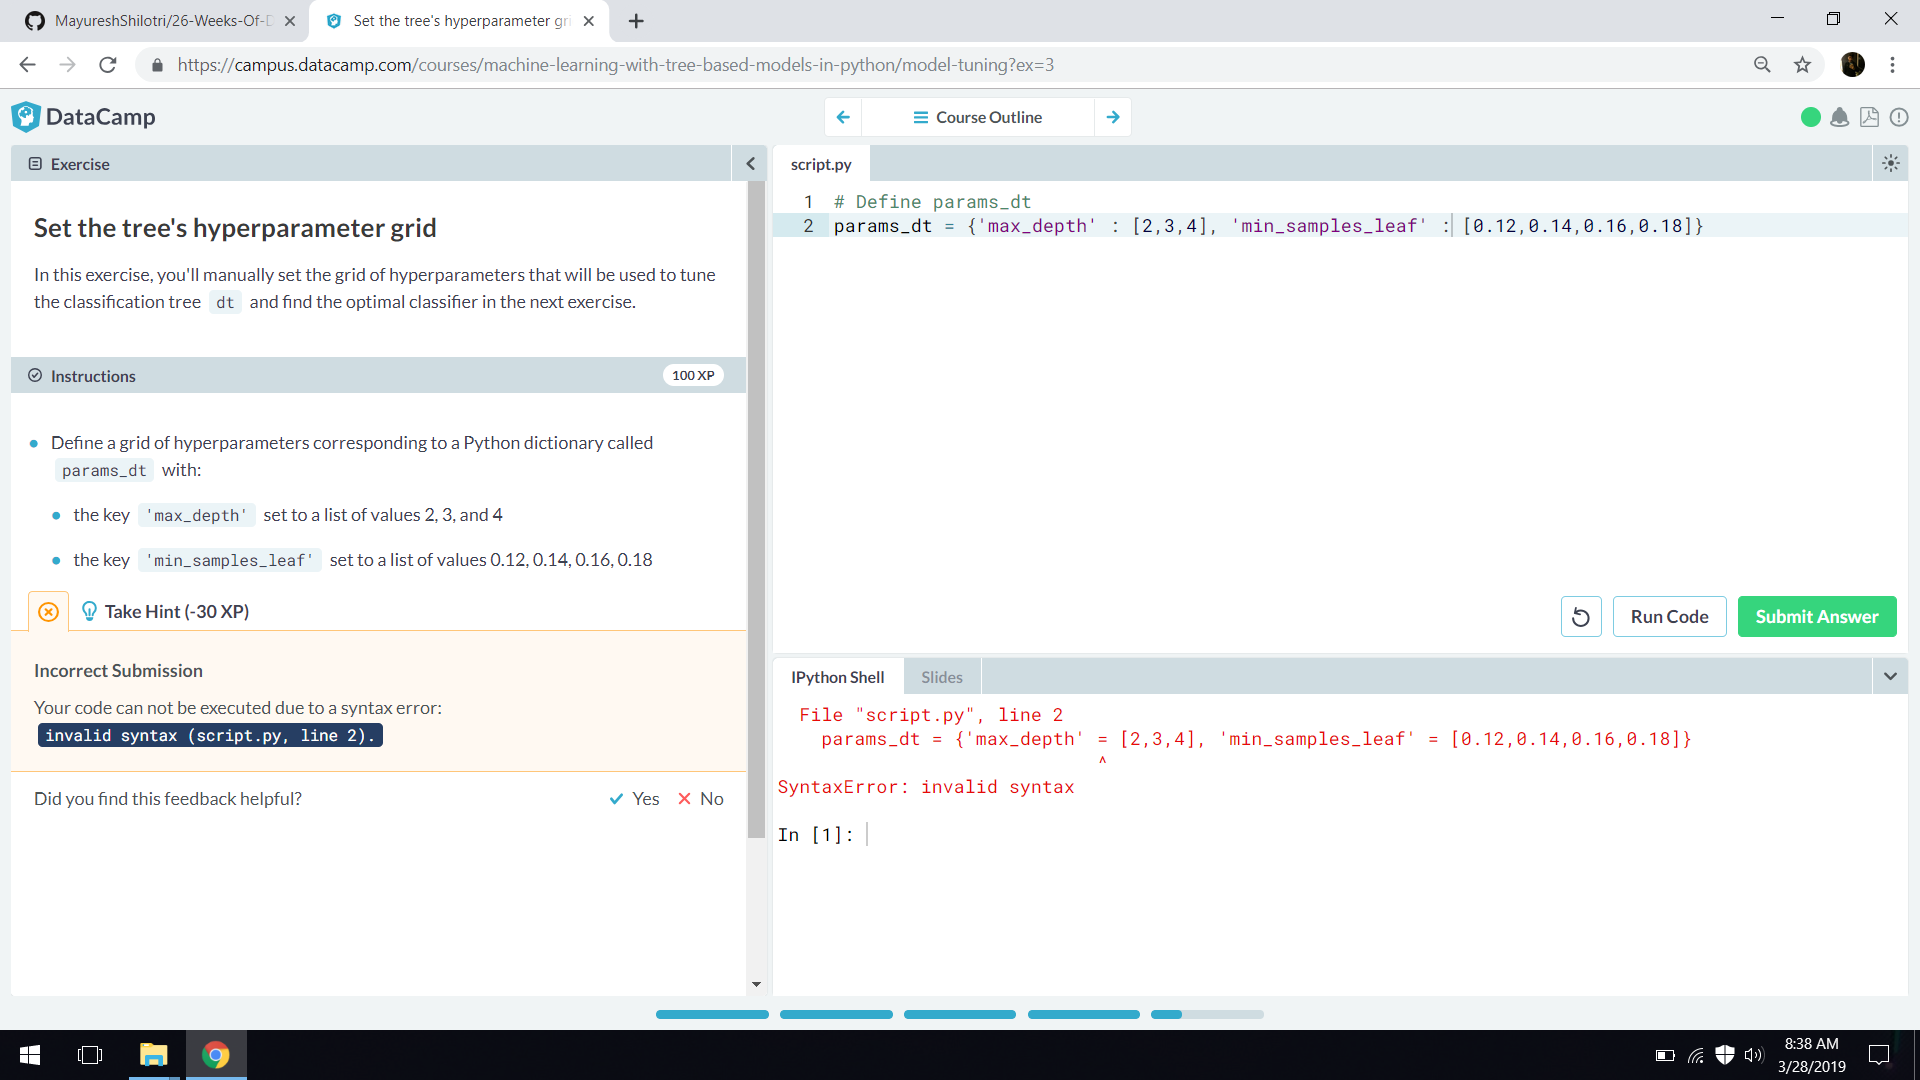 MayureshShilotri/26-Weeks-Of-D
Set the tree's hyperparameter gri
https://campus.datacamp.com/courses/machine-learning-with-tree-based-models-in-python/model-tuning?ex=3
DataCamp
Course Outline
Exercise
Set the tree's hyperparameter grid
In this exercise, you'll manually set the grid of hyperparameters that will be used to tune
the classification tree dt and find the optimal classifier in the next exercise.
Instructions
100 XP
Define a grid of hyperparameters corresponding to a Python dictionary called
params_dt with:
the key 'max_depth' set to a list of values 2, 3, and 4
the key 'min_samples_leaf' set to a list of values 0.12, 0.14, 0.16, 0.18
Take Hint (-30 XP)
Incorrect Submission
Your code can not be executed due to a syntax error:
invalid syntax (script.py, line 2).
Did you find this feedback helpful?
Yes
No
script.py
1 # Define params_dt
2 params_dt = {'max_depth' : [2,3,4], 'min_samples_leaf' : [0.12,0.14,0.16,0.18]}
Run Code
Submit Answer
IPython Shell
Slides
File "script.py", line 2
params_dt = {'max_depth' = [2,3,4], 'min_samples_leaf' = [0.12,0.14,0.16,0.18]}
^
SyntaxError: invalid syntax
In [1]:
8:38 AM
3/28/2019